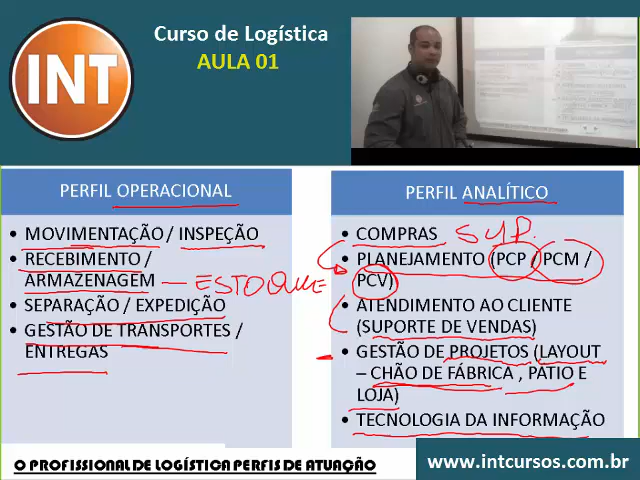 INT
Curso de Logística
AULA 01
PERFIL OPERACIONAL
• MOVIMENTAÇÃO / INSPEÇÃO
• RECEBIMENTO /
ARMAZENAGEM — ESTOQUE
• SEPARAÇÃO / EXPEDIÇÃO
• GESTÃO DE TRANSPORTES /
ENTREGAS
PERFIL ANALÍTICO
• COMPRAS SUP.
• PLANEJAMENTO (PCP / PCM /
PCV)
• ATENDIMENTO AO CLIENTE
(SUPORTE DE VENDAS)
• GESTÃO DE PROJETOS (LAYOUT
– CHÃO DE FÁBRICA , PÁTIO E
LOJA)
• TECNOLOGIA DA INFORMAÇÃO
O PROFISSIONAL DE LOGÍSTICA PERFIS DE ATUAÇÃO
www.intcursos.com.br